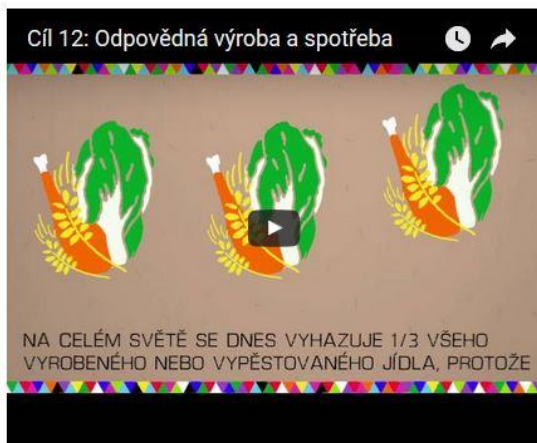 Cíl 12: Odpovědná výroba a spotřeba
NA CELÉM SVĚTĚ SE DNES VYHAZUJE 1/3 VŠEHO
VYROBENÉHO NEBO VYPĚSTOVANÉHO JÍDLA, PROTOŽE